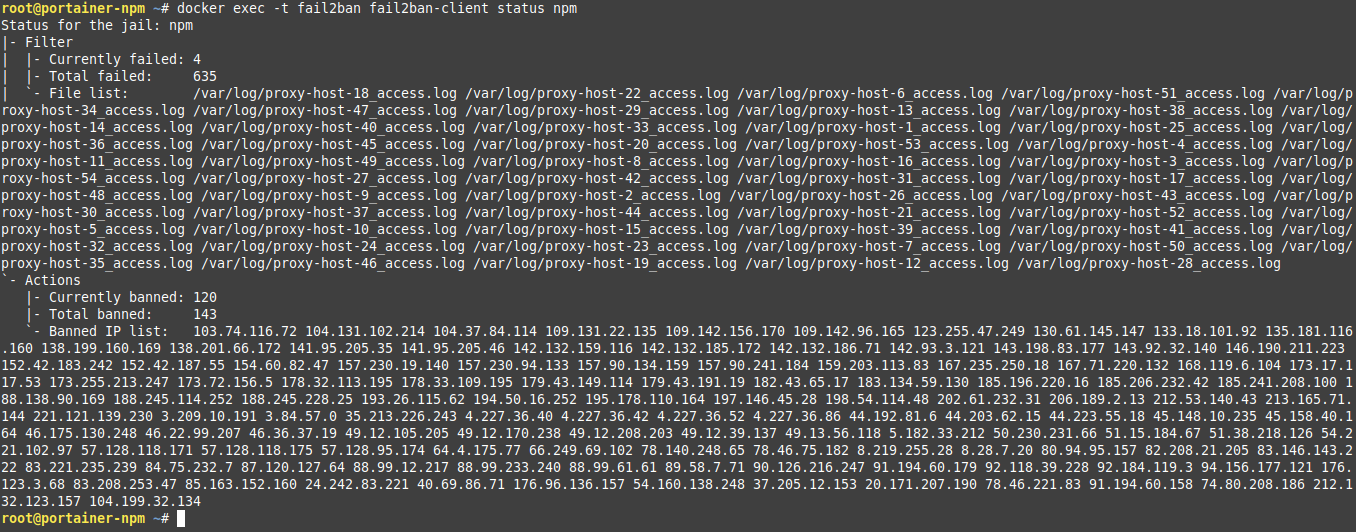 root@portainer-npm ~# docker exec -t fail2ban fail2ban-client status npm
Status for the jail: npm
|- Filter
|  |- Currently failed: 4
|  |- Total failed:     635
|  `- File list:        /var/log/proxy-host-18_access.log /var/log/proxy-host-22_access.log /var/log/proxy-host-6_access.log /var/log/proxy-host-51_access.log /var/log/p
roxy-host-34_access.log /var/log/proxy-host-47_access.log /var/log/proxy-host-29_access.log /var/log/proxy-host-13_access.log /var/log/proxy-host-38_access.log /var/log/
proxy-host-14_access.log /var/log/proxy-host-40_access.log /var/log/proxy-host-33_access.log /var/log/proxy-host-1_access.log /var/log/proxy-host-25_access.log /var/log/
proxy-host-36_access.log /var/log/proxy-host-45_access.log /var/log/proxy-host-20_access.log /var/log/proxy-host-53_access.log /var/log/proxy-host-4_access.log /var/log/
proxy-host-11_access.log /var/log/proxy-host-49_access.log /var/log/proxy-host-8_access.log /var/log/proxy-host-16_access.log /var/log/proxy-host-3_access.log /var/log/p
roxy-host-54_access.log /var/log/proxy-host-27_access.log /var/log/proxy-host-42_access.log /var/log/proxy-host-31_access.log /var/log/proxy-host-17_access.log /var/log/
proxy-host-48_access.log /var/log/proxy-host-9_access.log /var/log/proxy-host-2_access.log /var/log/proxy-host-26_access.log /var/log/proxy-host-43_access.log /var/log/p
roxy-host-30_access.log /var/log/proxy-host-37_access.log /var/log/proxy-host-44_access.log /var/log/proxy-host-21_access.log /var/log/proxy-host-52_access.log /var/log/
proxy-host-5_access.log /var/log/proxy-host-10_access.log /var/log/proxy-host-15_access.log /var/log/proxy-host-39_access.log /var/log/proxy-host-41_access.log /var/log/
proxy-host-32_access.log /var/log/proxy-host-24_access.log /var/log/proxy-host-23_access.log /var/log/proxy-host-7_access.log /var/log/proxy-host-50_access.log /var/log/
proxy-host-35_access.log /var/log/proxy-host-46_access.log /var/log/proxy-host-19_access.log /var/log/proxy-host-12_access.log /var/log/proxy-host-28_access.log
`- Actions
   |- Currently banned: 120
   |- Total banned:     143
   `- Banned IP list:   103.74.116.72 104.131.102.214 104.37.84.114 109.131.22.135 109.142.156.170 109.142.96.165 123.255.47.249 130.61.145.147 133.18.101.92 135.181.116
.160 138.199.160.169 138.201.66.172 141.95.205.35 141.95.205.46 142.132.159.116 142.132.185.172 142.132.186.71 142.93.3.121 143.198.83.177 143.92.32.140 146.190.211.223 
152.42.183.242 152.42.187.55 154.60.82.47 157.230.19.140 157.230.94.133 157.90.134.159 157.90.241.184 159.203.113.83 167.235.250.18 167.71.220.132 168.119.6.104 173.17.1
17.53 173.255.213.247 173.72.156.5 178.32.113.195 178.33.109.195 179.43.149.114 179.43.191.19 182.43.65.17 183.134.59.130 185.196.220.16 185.206.232.42 185.241.208.100 1
88.138.90.169 188.245.114.252 188.245.228.25 193.26.115.62 194.50.16.252 195.178.110.164 197.146.45.28 198.54.114.48 202.61.232.31 206.189.2.13 212.53.140.43 213.165.71.
144 221.121.139.230 3.209.10.191 3.84.57.0 35.213.226.243 4.227.36.40 4.227.36.42 4.227.36.52 4.227.36.86 44.192.81.6 44.203.62.15 44.223.55.18 45.148.10.235 45.158.40.1
64 46.175.130.248 46.22.99.207 46.36.37.19 49.12.105.205 49.12.170.238 49.12.208.203 49.12.39.137 49.13.56.118 5.182.33.212 50.230.231.66 51.15.184.67 51.38.218.126 54.2
21.102.97 57.128.118.171 57.128.118.175 57.128.95.174 64.4.175.77 66.249.69.102 78.140.248.65 78.46.75.182 8.219.255.28 8.28.7.20 80.94.95.157 82.208.21.205 83.146.143.2
22 83.221.235.239 84.75.232.7 87.120.127.64 88.99.12.217 88.99.233.240 88.99.61.61 89.58.7.71 90.126.216.247 91.194.60.179 92.118.39.228 92.184.119.3 94.156.177.121 176.
123.3.68 83.208.253.47 85.163.152.160 24.242.83.221 40.69.86.71 176.96.136.157 54.160.138.248 37.205.12.153 20.171.207.190 78.46.221.83 91.194.60.158 74.80.208.186 212.1
32.123.157 104.199.32.134
root@portainer-npm ~#